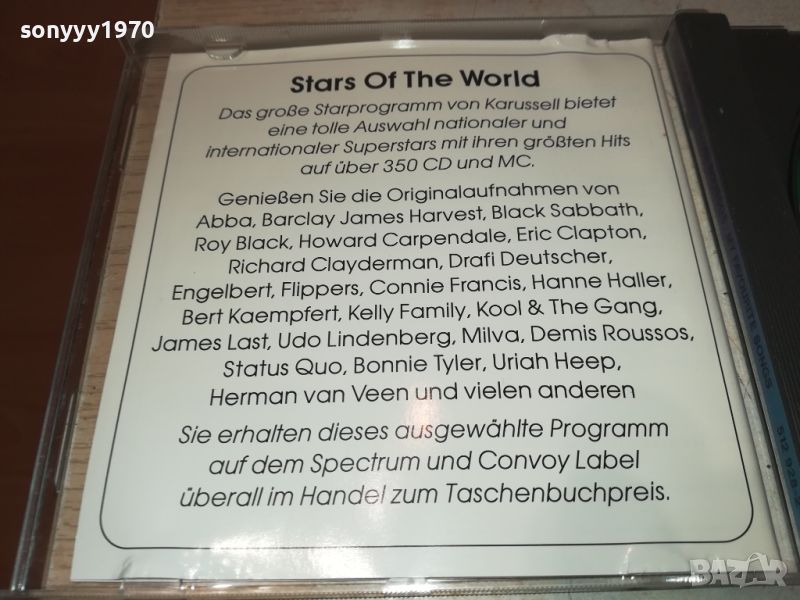 sonyyy1970
Stars Of The World
Das große Starprogramm von Karussell bietet
eine tolle Auswahl nationaler und
internationaler Superstars mit ihren größten Hits
auf über 350 CD und MC.
Genießen Sie die Originalaufnahmen von
Abba, Barclay James Harvest, Black Sabbath,
Roy Black, Howard Carpendale, Eric Clapton,
Richard Clayderman, Drafi Deutscher,
Engelbert, Flippers, Connie Francis, Hanne Haller,
Bert Kaempfert, Kelly Family, Kool & The Gang,
James Last, Udo Lindenberg, Milva, Demis Roussos,
Status Quo, Bonnie Tyler, Uriah Heep,
Herman van Veen und vielen anderen
Sie erhalten dieses ausgewählte Programm
auf dem Spectrum und Convoy Label
überall im Handel zum Taschenbuchpreis.
FAVOURITE SONGS 512 928
BAZAR